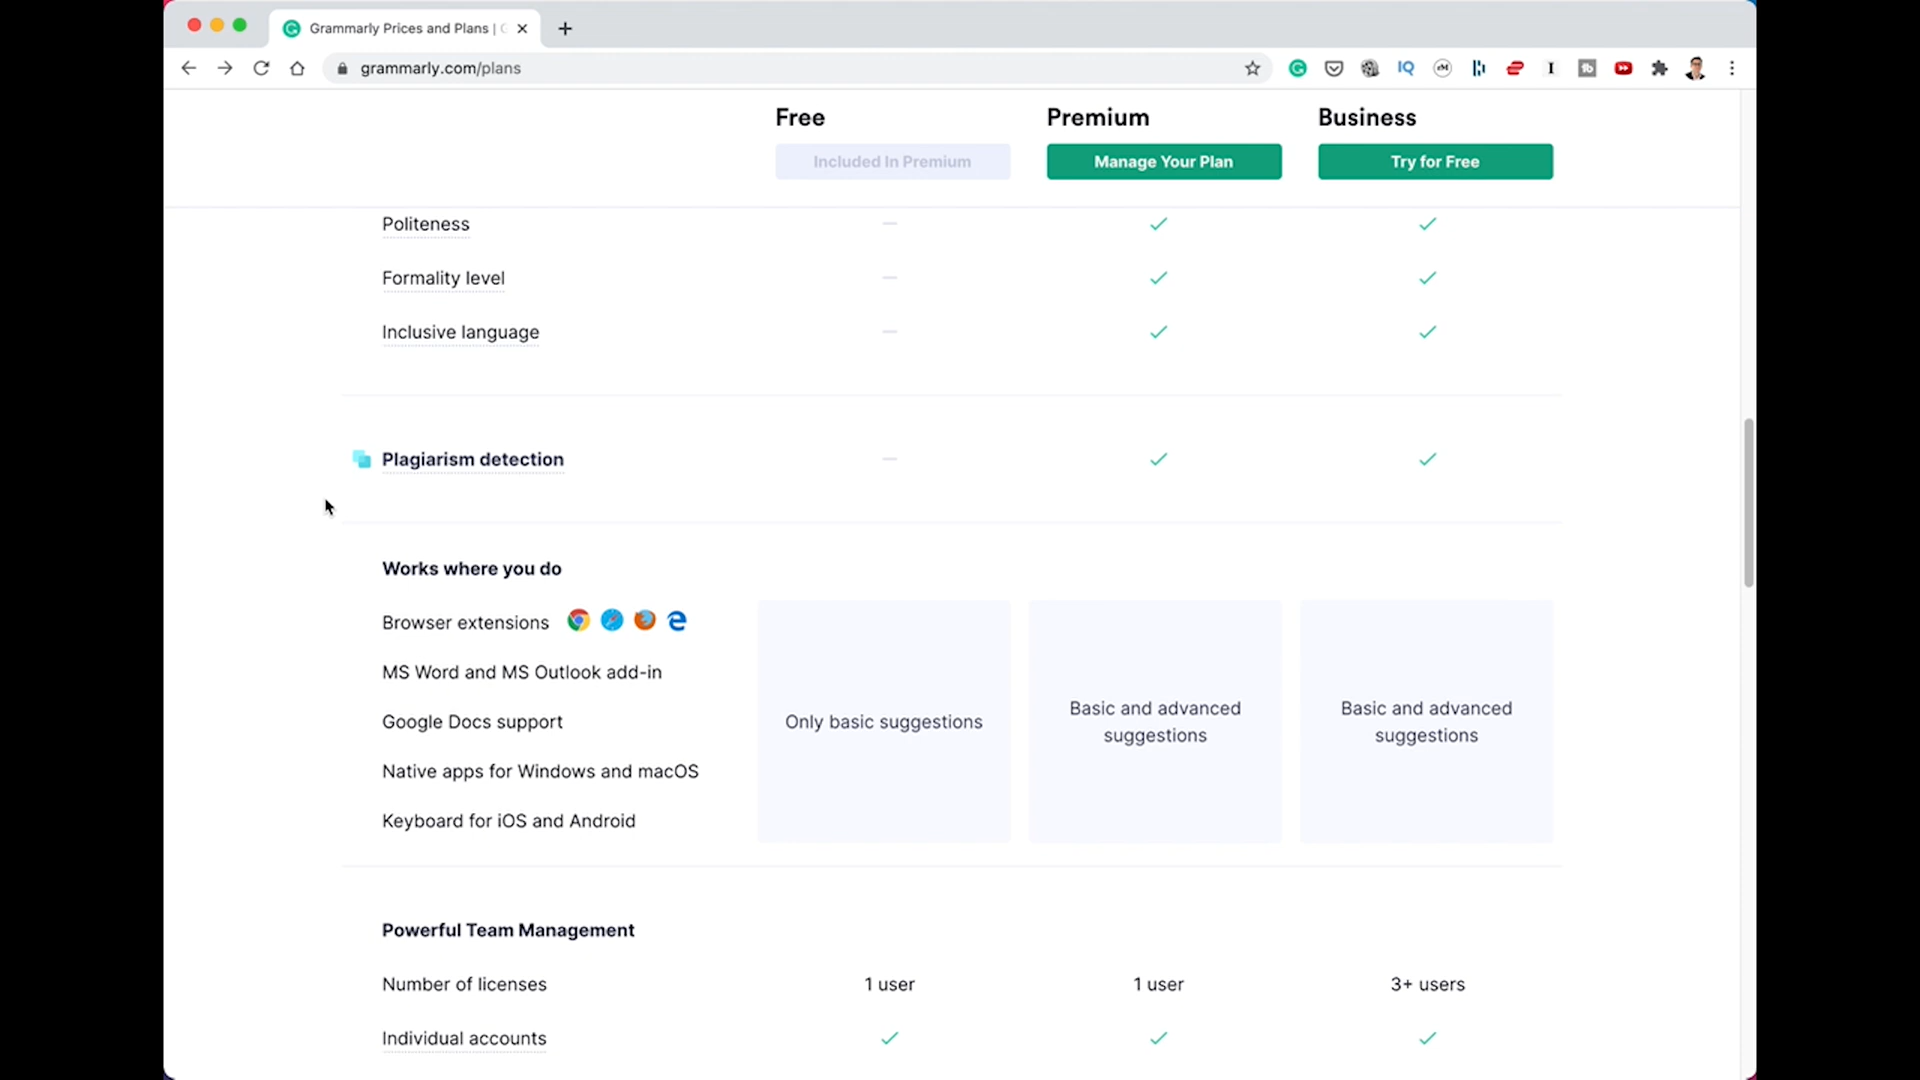 Grammarly Prices and Plans |
grammarly.com/plans
IQ
Free Premium Business
Included In Premium Manage Your Plan Try for Free
Politeness
Formality level
Inclusive language
Plagiarism detection
Works where you do
Browser extensions
MS Word and MS Outlook add-in
Google Docs support
Native apps for Windows and macOS
Keyboard for iOS and Android
Only basic suggestions
Basic and advanced
suggestions
Basic and advanced
suggestions
Powerful Team Management
Number of licenses 1 user 1 user 3+ users
Individual accounts